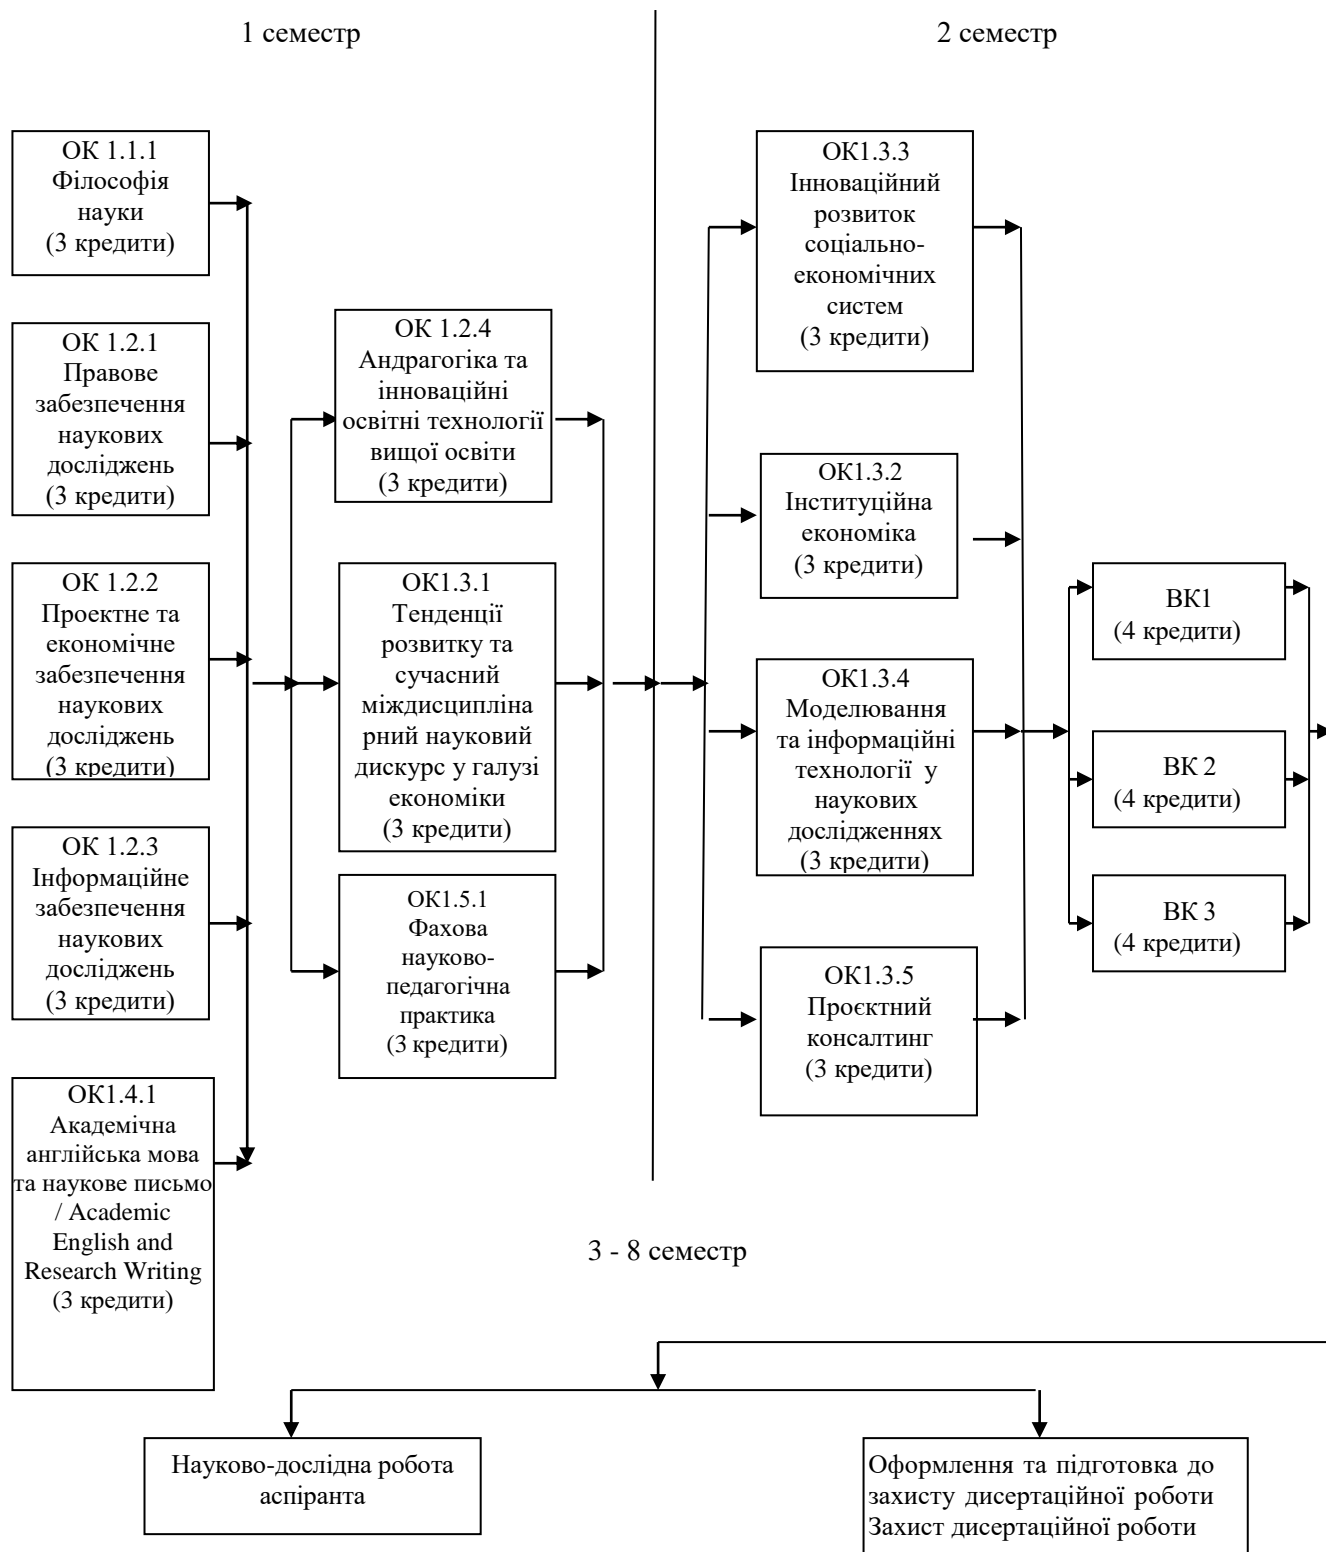 1 семестр
2 семестр
ОК 1.1.1
Філософія
науки
(3 кредити)
ОК 1.2.1
Правове
забезпечення
наукових
досліджень
(3 кредити)
ОК 1.2.2
Проектне та
економічне
забезпечення
наукових
досліджень
(3 кредити)
ОК 1.2.3
Інформаційне
забезпечення
наукових
досліджень
(3 кредити)
ОК1.4.1
Академічна
англійська мова
та наукове письмо
/ Academic
English and
Research Writing
(3 кредити)
ОК 1.2.4
Андрагогіка та
інноваційні
освітні технології
вищої освіти
(3 кредити)
ОК1.3.1
Тенденції
розвитку та
сучасний
міждисципліна
рний науковий
дискурс у галузі
економіки
(3 кредити)
ОК1.5.1
Фахова
науково-
педагогічна
практика
(3 кредити)
ОК1.3.3
Інноваційний
розвиток
соціально-
економічних
систем
(3 кредити)
ОК1.3.2
Інституційна
економіка
(3 кредити)
ОК1.3.4
Моделювання
та інформаційні
технології у
наукових
дослідженнях
(3 кредити)
ОК1.3.5
Проєктний
консалтинг
(3 кредити)
ВК1
(4 кредити)
ВК 2
(4 кредити)
ВК 3
(4 кредити)
3 - 8 семестр
Науково-дослідна робота
аспіранта
Оформлення та підготовка до
захисту дисертаційної роботи
Захист дисертаційної роботи